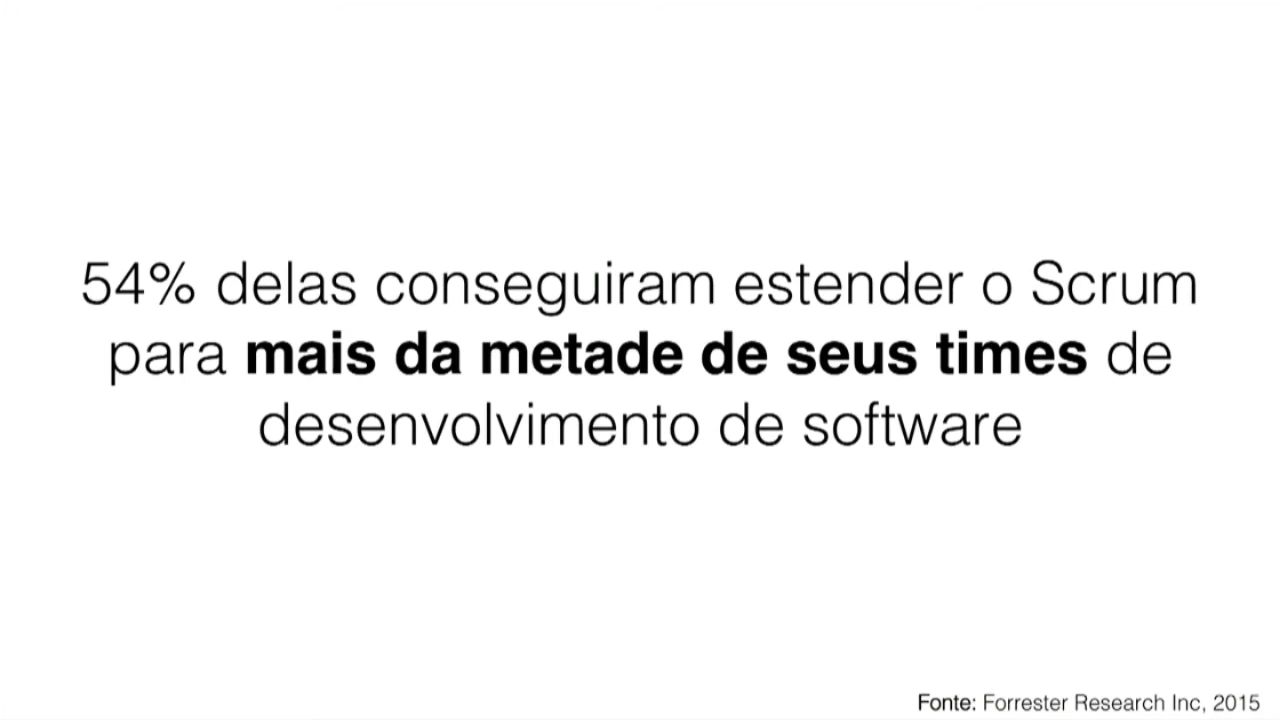 54% delas conseguiram estender o Scrum
para mais da metade de seus times de
desenvolvimento de software
Fonte: Forrester Research Inc, 2015